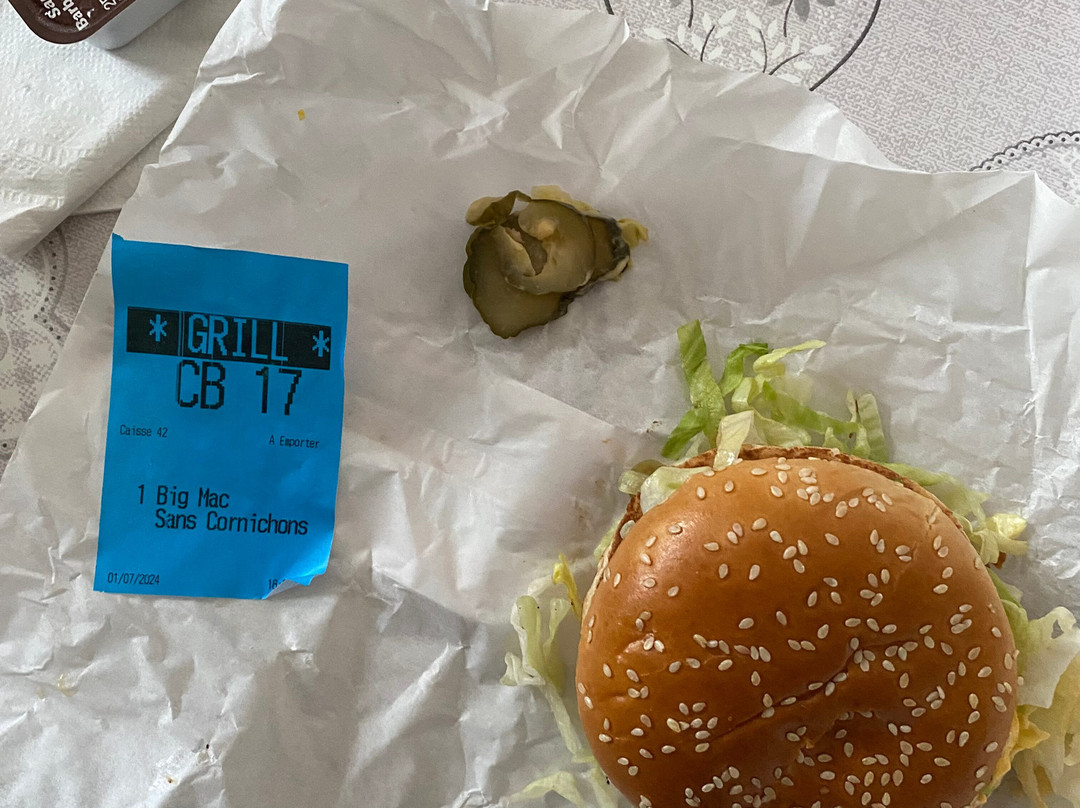 * GRILL *
CB 17
Caisse 42 A Emporter
1 Big Mac
Sans Cornichons
01/07/2024